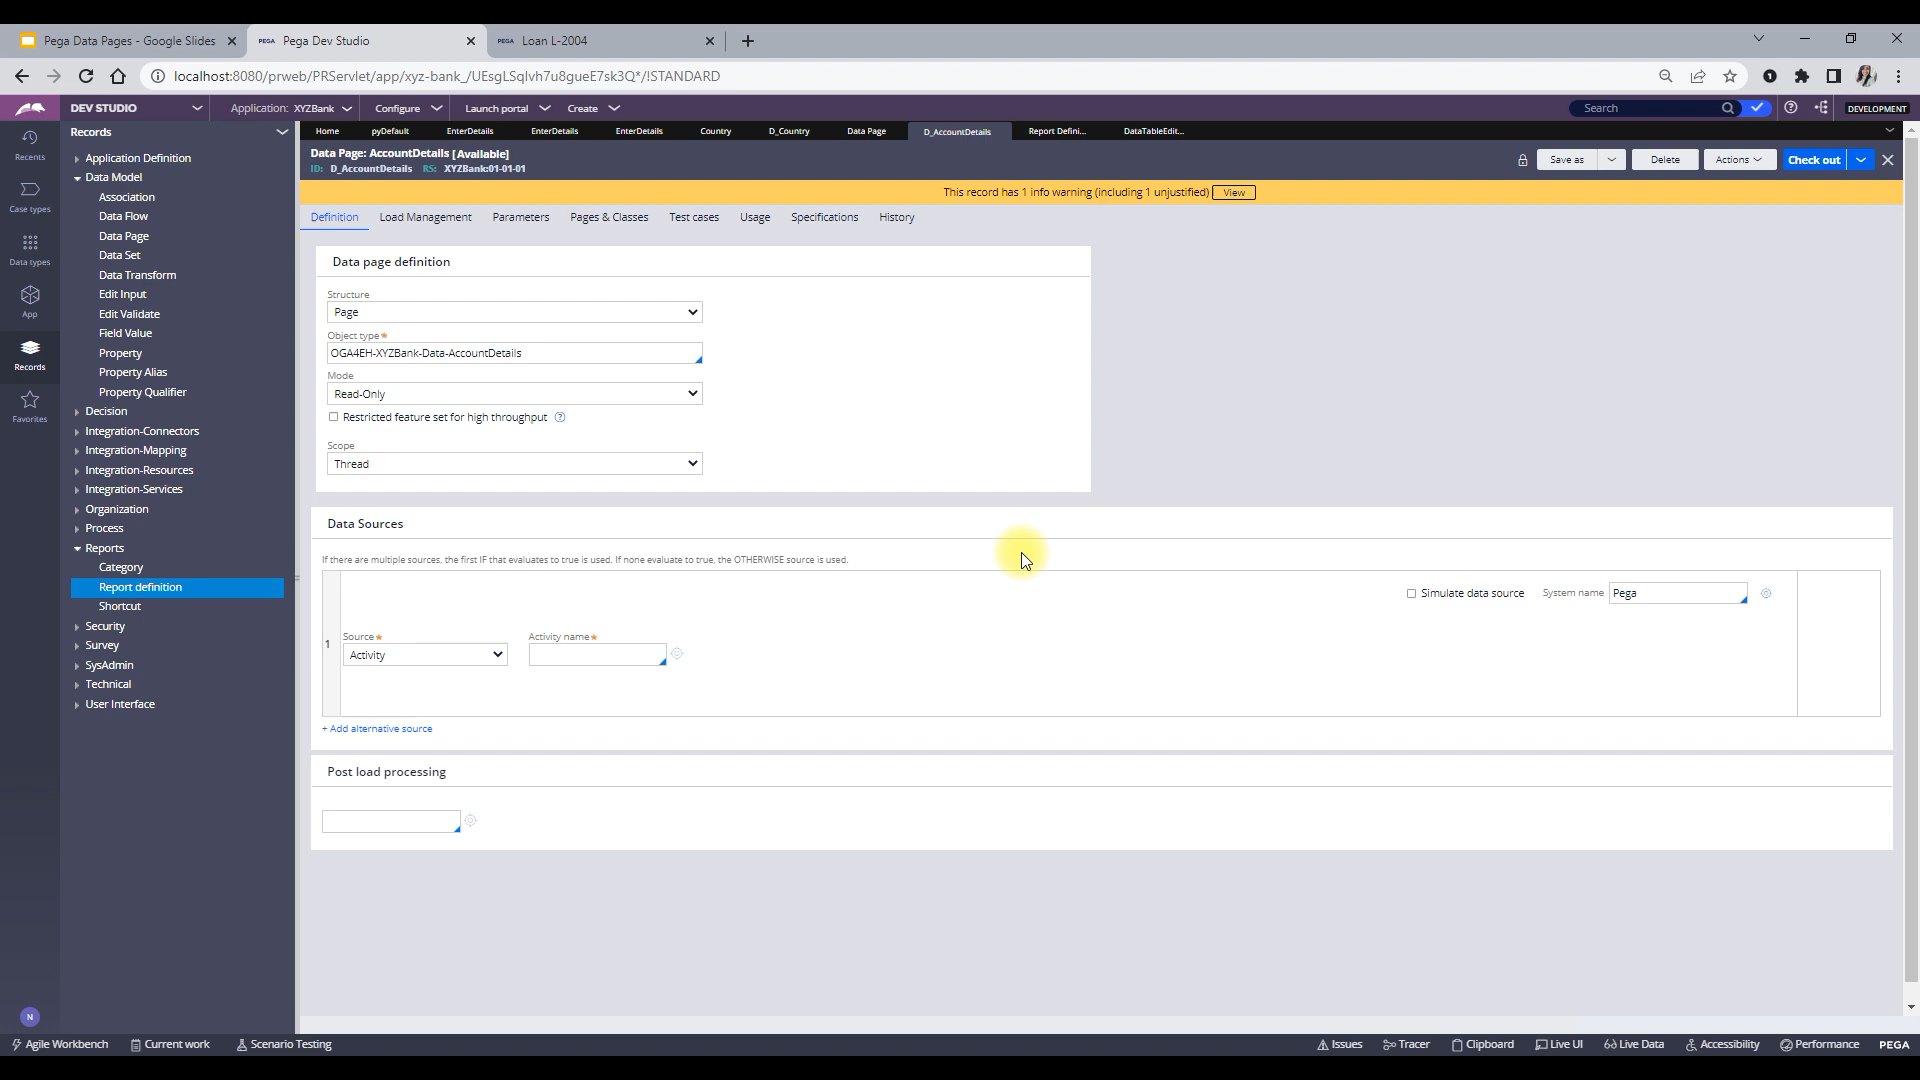 Pega Data Pages - Google Slides
PEGA Pega Dev Studio
PEGA Loan L-2004
localhost:8080/prweb/PRServlet/app/xyz-bank_/UEsgLSqlvh7u8gueE7sk3Q*/!STANDARD
DEV STUDIO
Application: XYZBank
Configure
Launch portal
Create
Search
DEVELOPMENT
Recents
Case types
Data types
App
Records
Favorites
N
Records
Application Definition
Data Model
Association
Data Flow
Data Page
Data Set
Data Transform
Edit Input
Edit Validate
Field Value
Property
Property Alias
Property Qualifier
Decision
Integration-Connectors
Integration-Mapping
Integration-Resources
Integration-Services
Organization
Process
Reports
Category
Report definition
Shortcut
Security
Survey
SysAdmin
Technical
User Interface
Home pyDefault EnterDetails EnterDetails EnterDetails Country D_Country Data Page D_AccountDetails Report Defini... DataTableEdit...
Data Page: AccountDetails [Available]
ID: D_AccountDetails RS: XYZBank:01-01-01
Save as Delete Actions Check out
This record has 1 info warning (including 1 unjustified) View
Definition Load Management Parameters Pages & Classes Test cases Usage Specifications History
Data page definition
Structure
Page
Object type*
OGA4EH-XYZBank-Data-AccountDetails
Mode
Read-Only
Restricted feature set for high throughput ?
Scope
Thread
Data Sources
If there are multiple sources, the first IF that evaluates to true is used. If none evaluate to true, the OTHERWISE source is used.
Simulate data source System name Pega
1
Source* Activity name*
Activity
+ Add alternative source
Post load processing
Agile Workbench Current work Scenario Testing Issues Tracer Clipboard Live UI Live Data Accessibility Performance PEGA